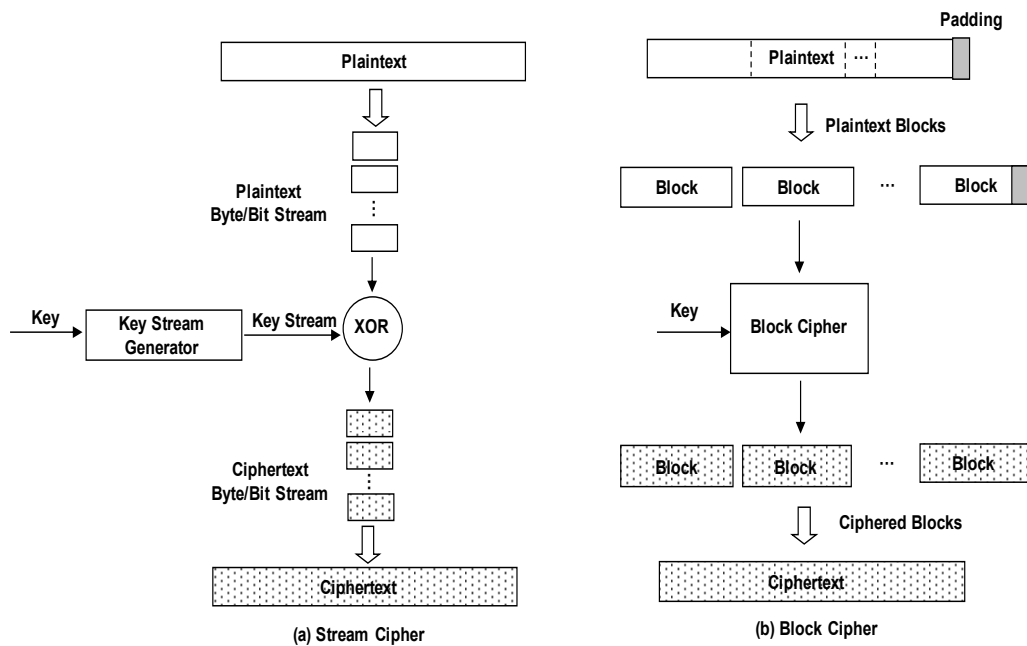 Plaintext
Plaintext
Byte/Bit Stream
⋮
Key
Key Stream
Generator
Key Stream
XOR
Ciphertext
Byte/Bit Stream
⋮
Ciphertext
(a) Stream Cipher
Padding
Plaintext
...
Plaintext Blocks
Block
Block
...
Block
Key
Block Cipher
Block
Block
...
Block
Ciphered Blocks
Ciphertext
(b) Block Cipher